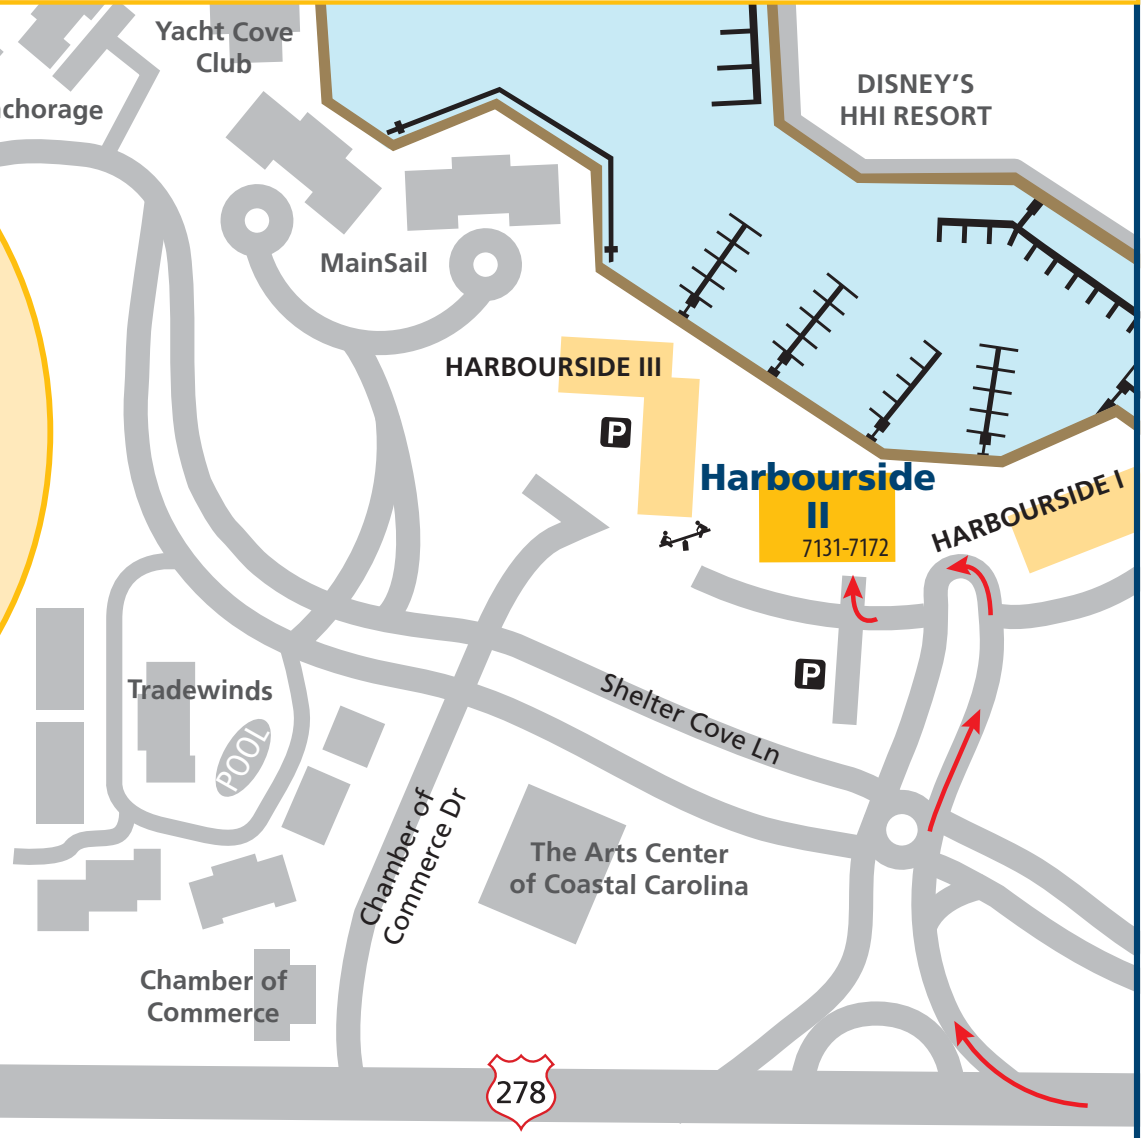 Yacht Cove
Club
chorage
DISNEY'S
HHI RESORT
MainSail
HARBOURSIDE III
P
Harbourside
II
7131-7172
HARBOURSIDE I
P
Shelter Cove Ln
Tradewinds
POOL
Chamber of
Commerce Dr
The Arts Center
of Coastal Carolina
Chamber of
Commerce
278